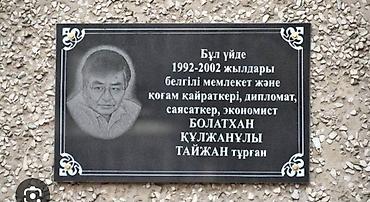 Бұл үйде
1992-2002 жылдары
белгілі мемлекет және
қоғам қайраткері, дипломат,
саясаткер, экономист
БОЛАТХАН
ҚҰЛЖАНҰЛЫ
ТАЙЖАН тұрған